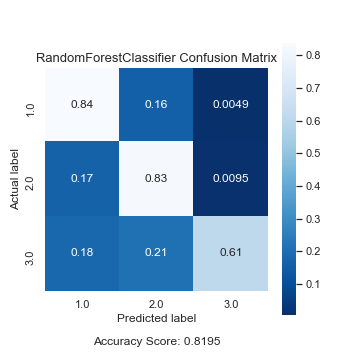 RandomForestClassifier Confusion Matrix
0.8
0.7
0.6
0.5
0.4
0.3
0.2
0.1
Actual label
1.0
0.84 0.16 0.0049
2.0
0.17 0.83 0.0095
3.0
0.18 0.21 0.61
1.0 2.0 3.0
Predicted label
Accuracy Score: 0.8195